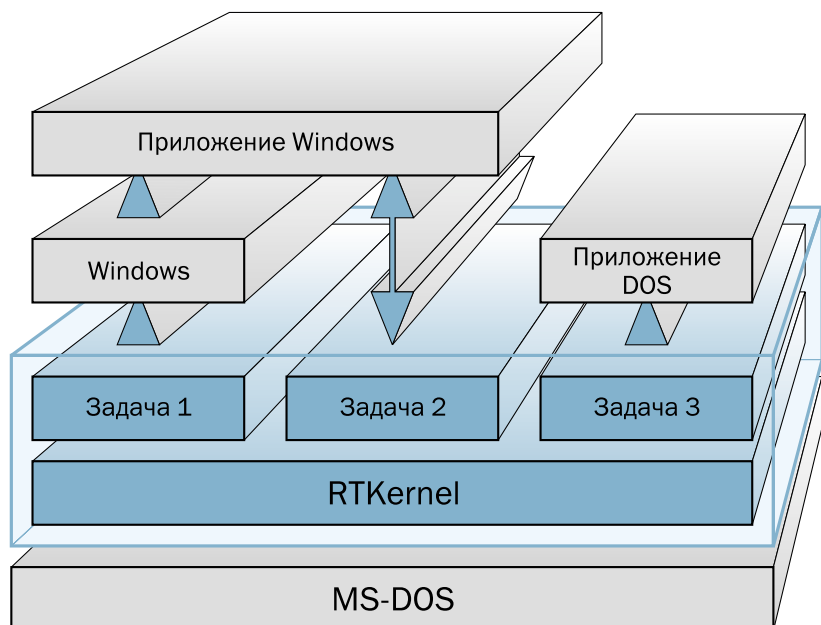 Приложение Windows
Windows
Приложение
DOS
Задача 1
Задача 2
Задача 3
RTKernel
MS-DOS